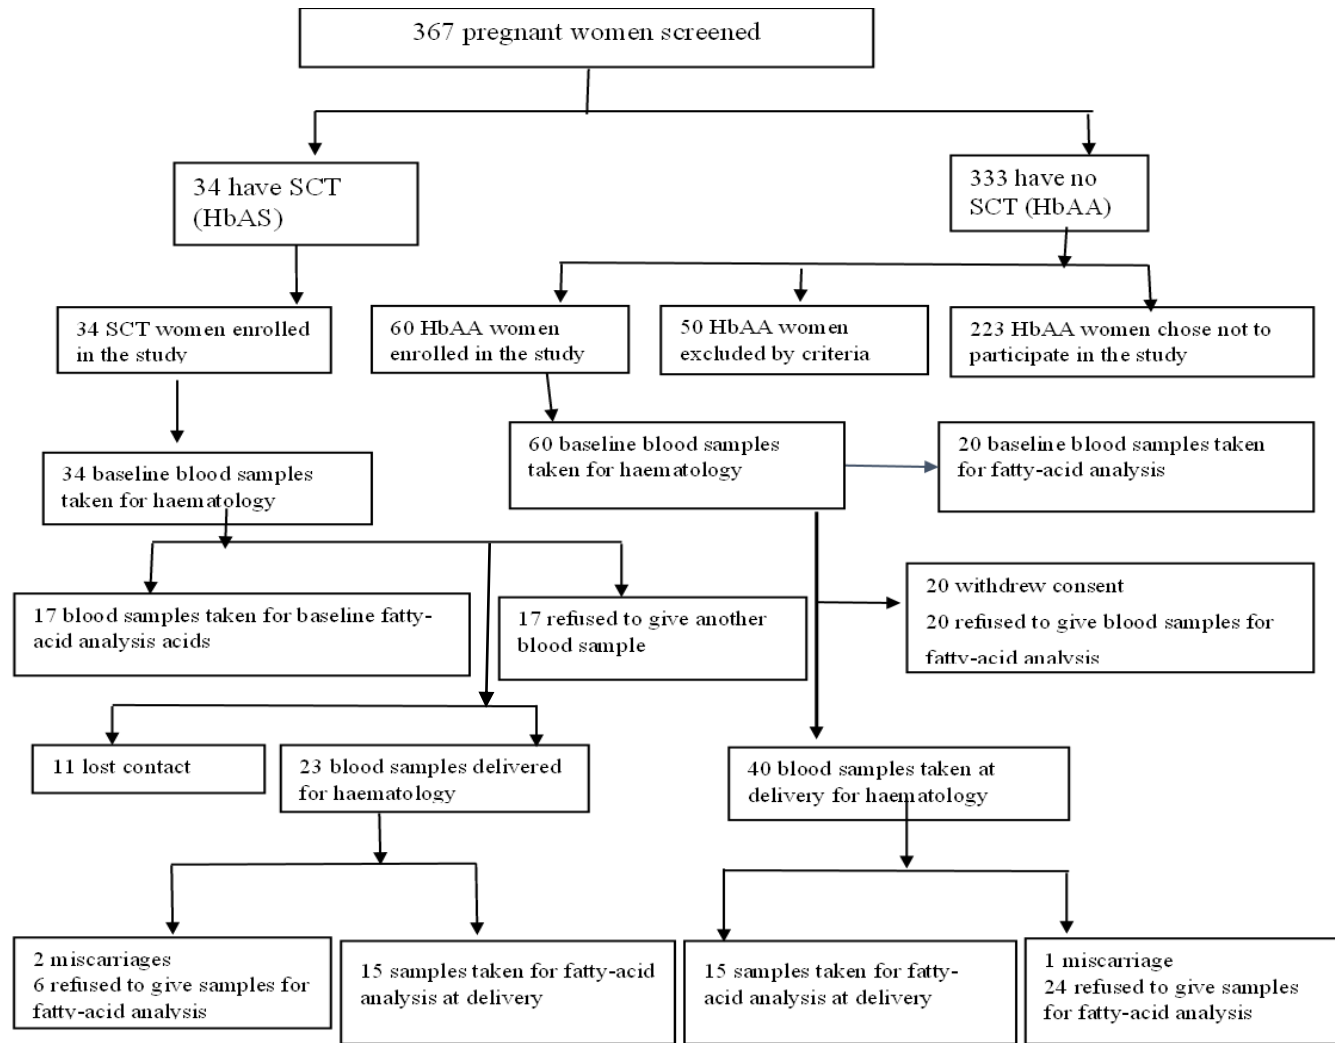 367 pregnant women screened
34 have SCT
(HbAS)
333 have no
SCT (HbAA)
34 SCT women enrolled
in the study
60 HbAA women
enrolled in the study
50 HbAA women
excluded by criteria
223 HbAA women chose not to
participate in the study
34 baseline blood samples
taken for haematology
60 baseline blood samples
taken for haematology
20 baseline blood samples taken
for fatty-acid analysis
17 blood samples taken for baseline fatty-
acid analysis acids
17 refused to give another
blood sample
20 withdrew consent
20 refused to give blood samples for
fatty-acid analysis
11 lost contact
23 blood samples delivered
for haematology
40 blood samples taken at
delivery for haematology
2 miscarriages
6 refused to give samples for
fatty-acid analysis
15 samples taken for fatty-acid
analysis at delivery
15 samples taken for fatty-
acid analysis at delivery
1 miscarriage
24 refused to give samples
for fatty-acid analysis